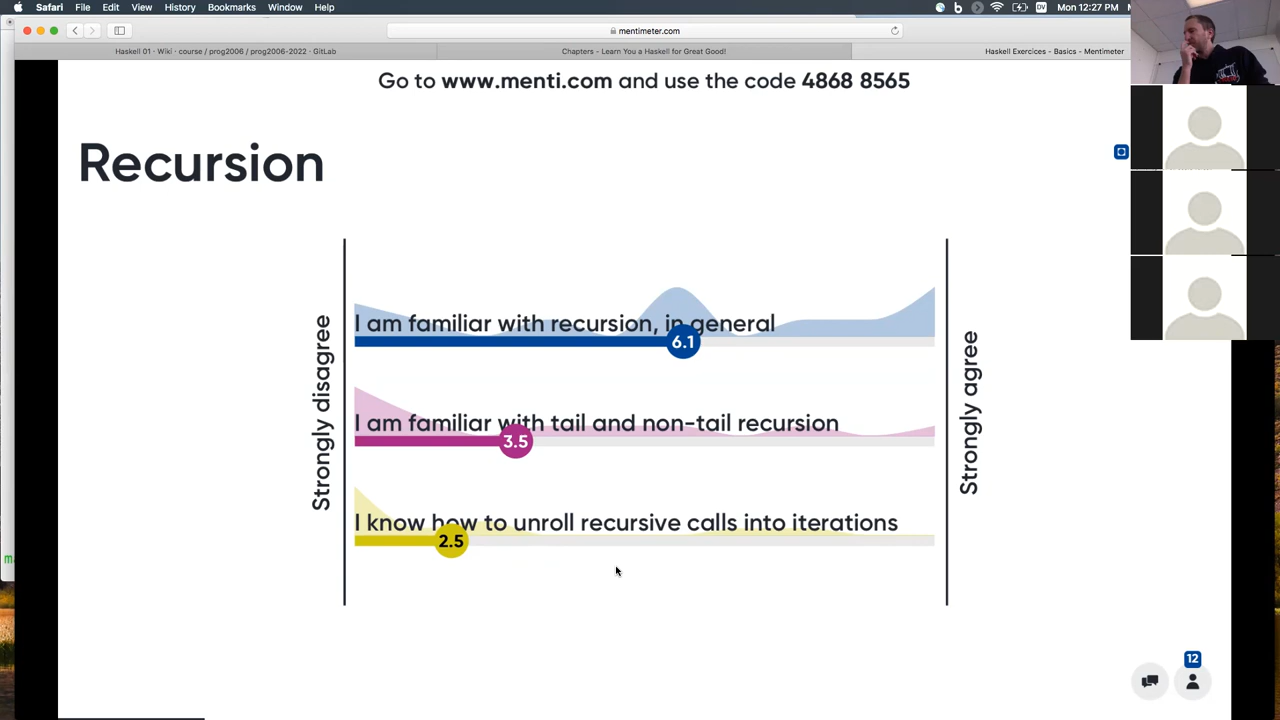 Safari File Edit View History Bookmarks Window Help
DV Mon 12:27 PM
mentimeter.com
Haskell 01 · Wiki · course / prog2006 / prog2006-2022 · GitLab
Chapters - Learn You a Haskell for Great Good!
Haskell Exercices - Basics - Mentimeter
Go to www.menti.com and use the code 4868 8565
Recursion
Strongly disagree
I am familiar with recursion, in general
6.1
I am familiar with tail and non-tail recursion
3.5
I know how to unroll recursive calls into iterations
2.5
Strongly agree
12